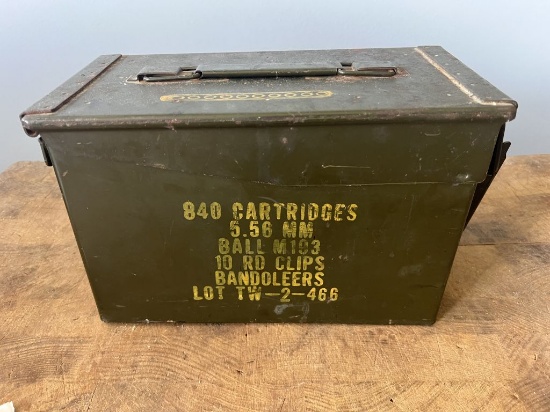 840 CARTRIDGES
5.56 MM
BALL M193
10 RD CLIPS
BANDOLEERS
LOT TW-2-466